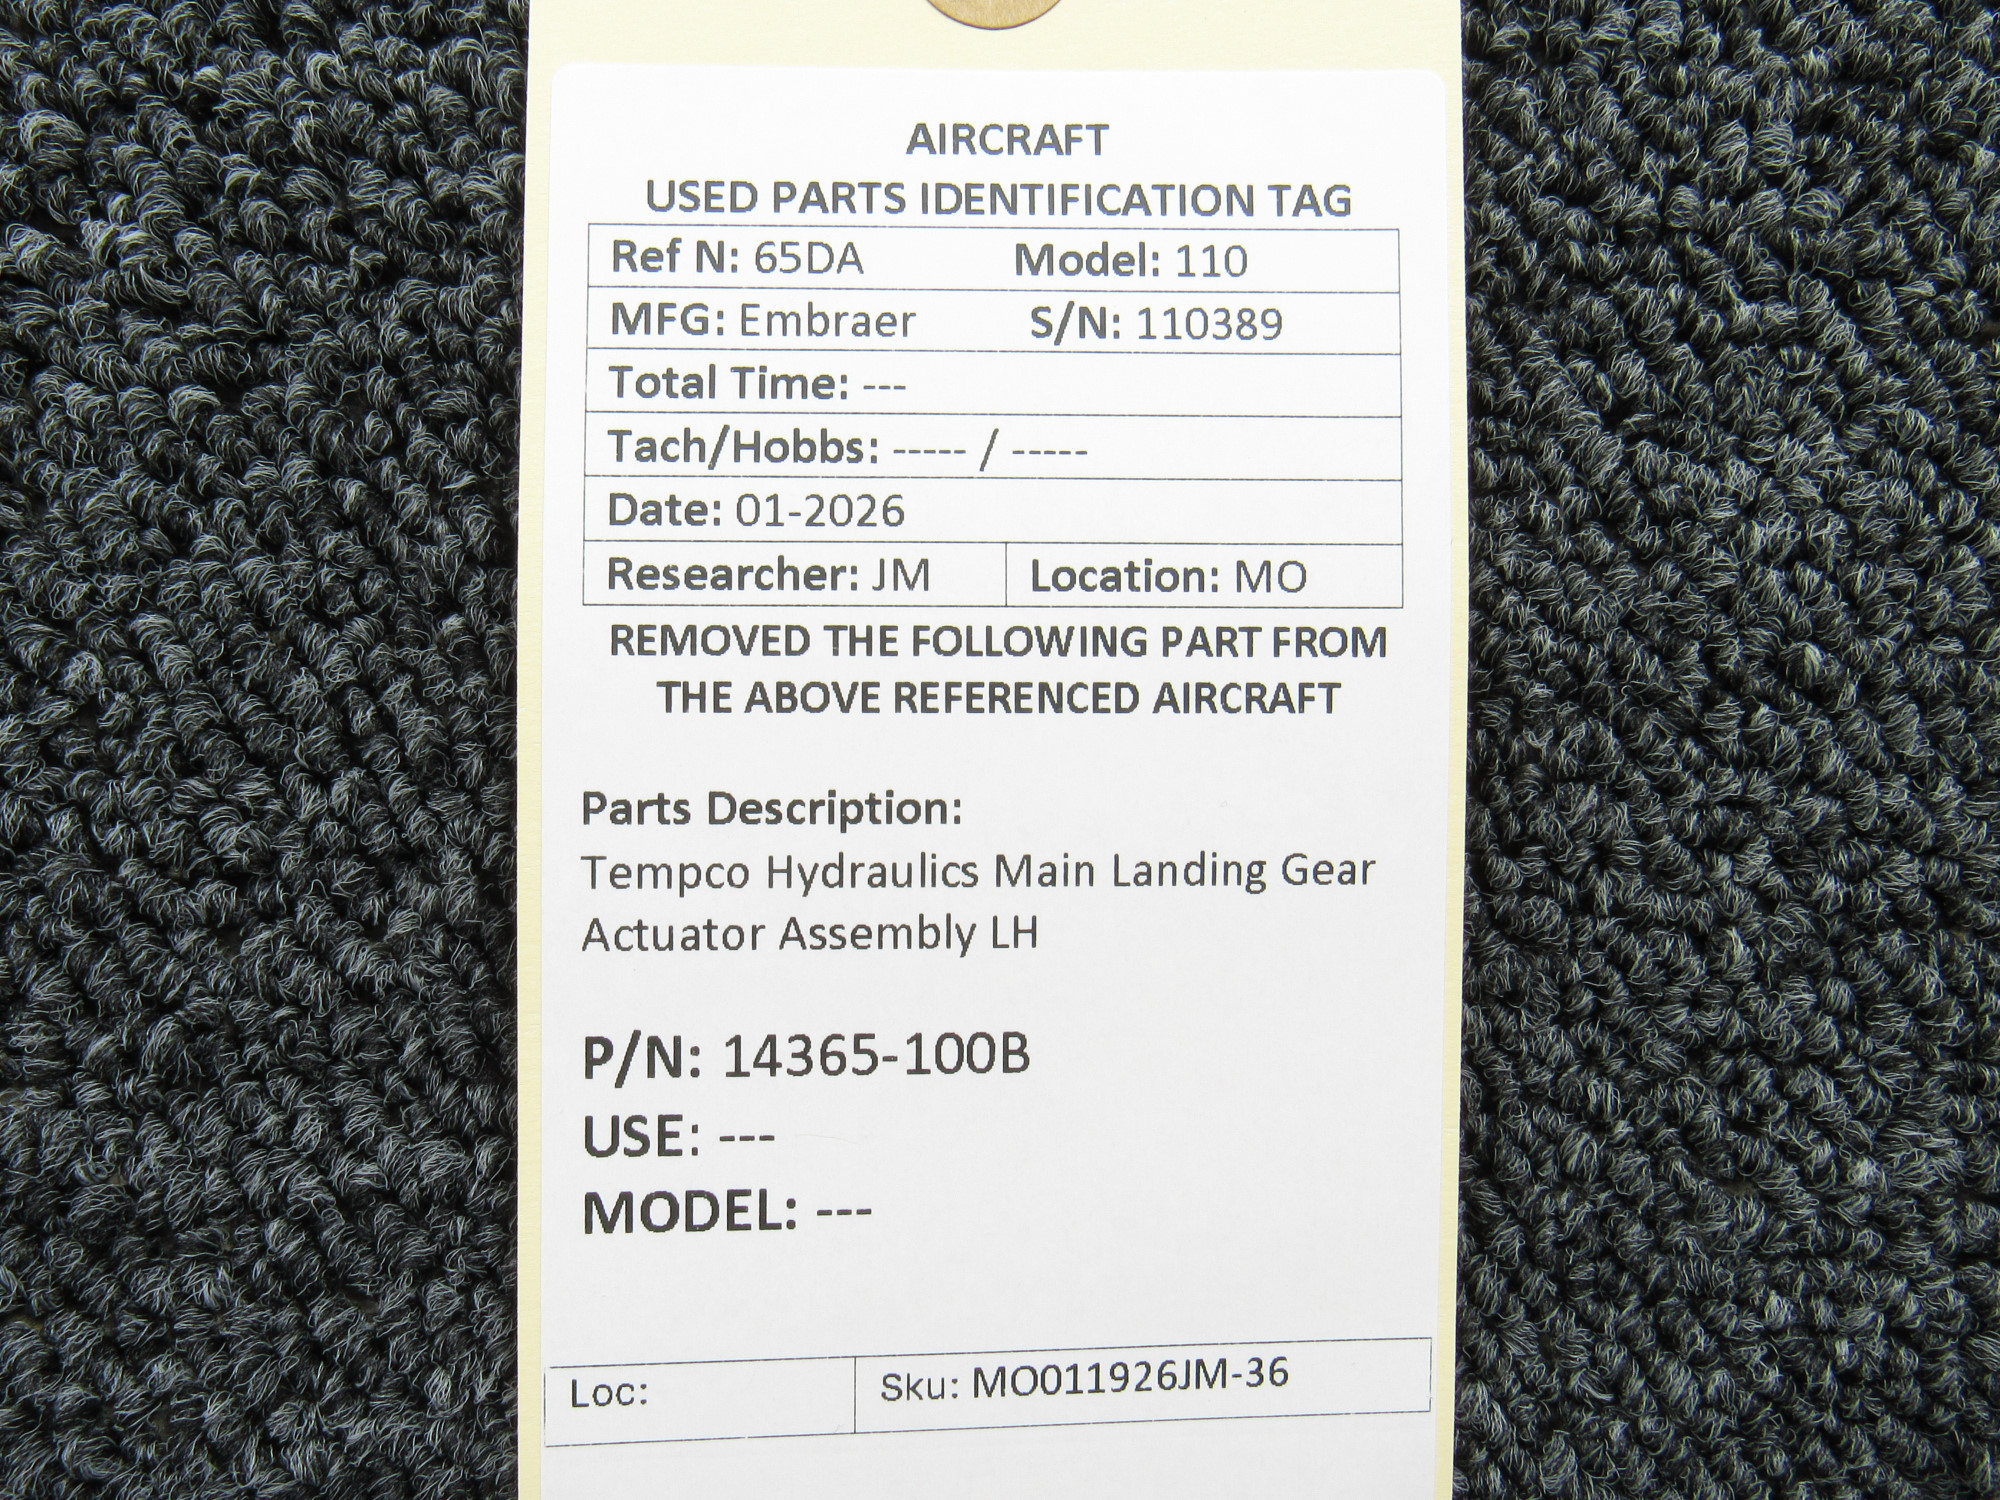 AIRCRAFT
USED PARTS IDENTIFICATION TAG
Ref N: 65DA Model: 110
MFG: Embraer S/N: 110389
Total Time: ---
Tach/Hobbs: ----- / -----
Date: 01-2026
Researcher: JM Location: MO
REMOVED THE FOLLOWING PART FROM
THE ABOVE REFERENCED AIRCRAFT
Parts Description:
Tempco Hydraulics Main Landing Gear
Actuator Assembly LH
P/N: 14365-100B
USE: ---
MODEL: ---
Loc: Sku: MO011926JM-36